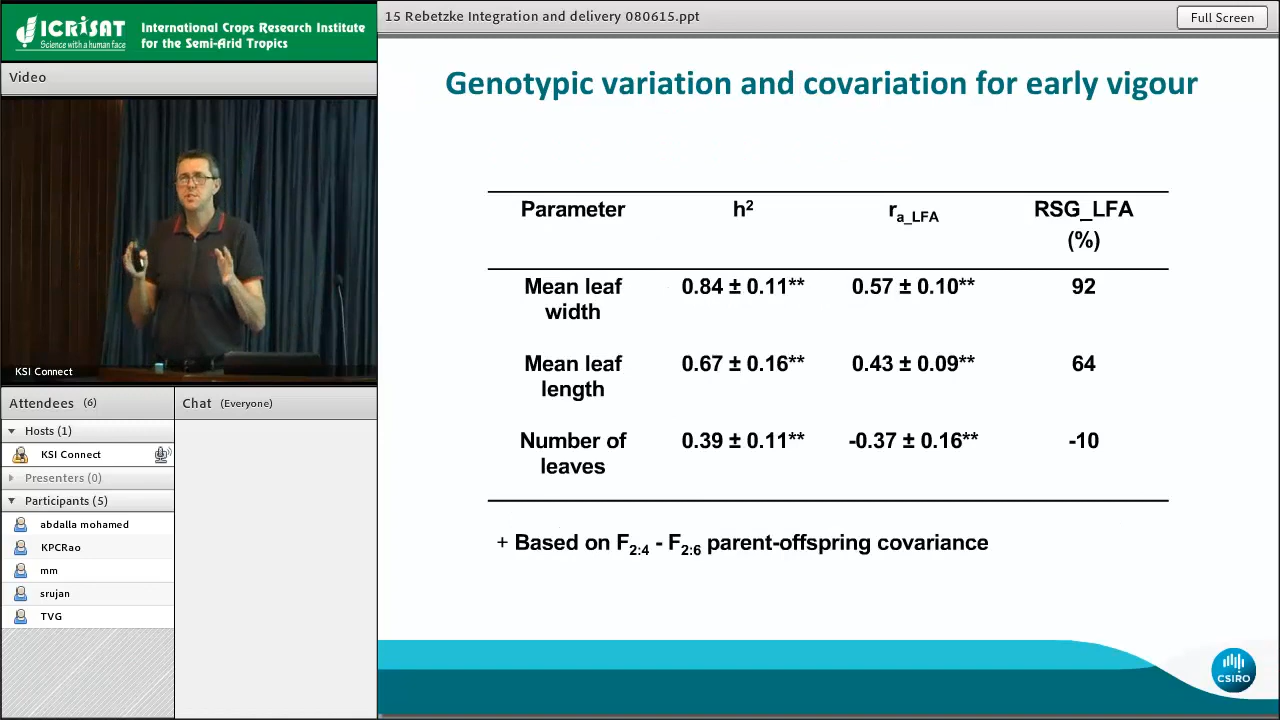 ICRISAT
Science with a human face
International Crops Research Institute
for the Semi-Arid Tropics
15 Rebetzke Integration and delivery 080615.ppt
Full Screen
Video
KSI Connect
Attendees (6)
Hosts (1)
KSI Connect
Presenters (0)
Participants (5)
abdalla mohamed
KPCRao
mm
srujan
TVG
Chat (Everyone)
Genotypic variation and covariation for early vigour
Parameter h² rₐ_LFA RSG_LFA
(%)
Mean leaf 0.84 ± 0.11** 0.57 ± 0.10** 92
width
Mean leaf 0.67 ± 0.16** 0.43 ± 0.09** 64
length
Number of 0.39 ± 0.11** -0.37 ± 0.16** -10
leaves
+ Based on F2:4 - F2:6 parent-offspring covariance
CSIRO